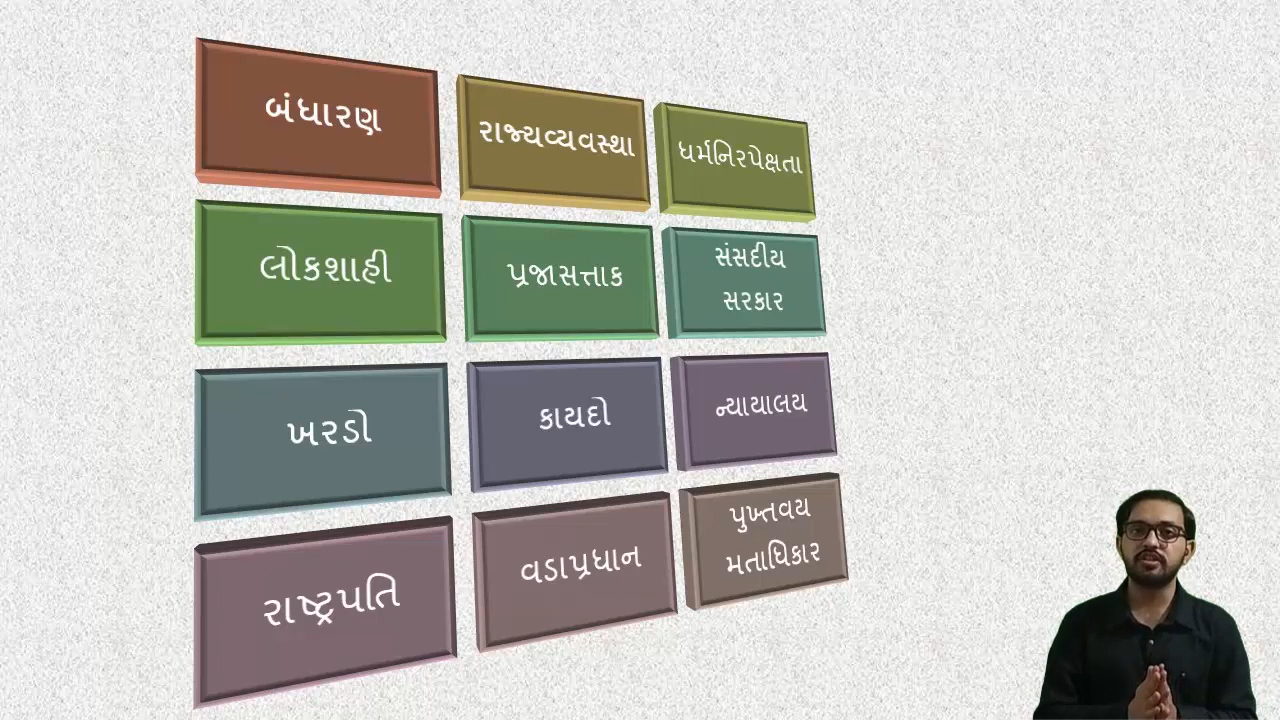 બંધારણ
રાજ્યવ્યવસ્થા
ધર્મનિરપેક્ષતા
લોકશાહી
પ્રજાસત્તાક
સંસદીય
સરકાર
ખરડો
કાયદો
ન્યાયાલય
રાષ્ટ્રપતિ
વડાપ્રધાન
પુખ્તવય
મતાધિકાર